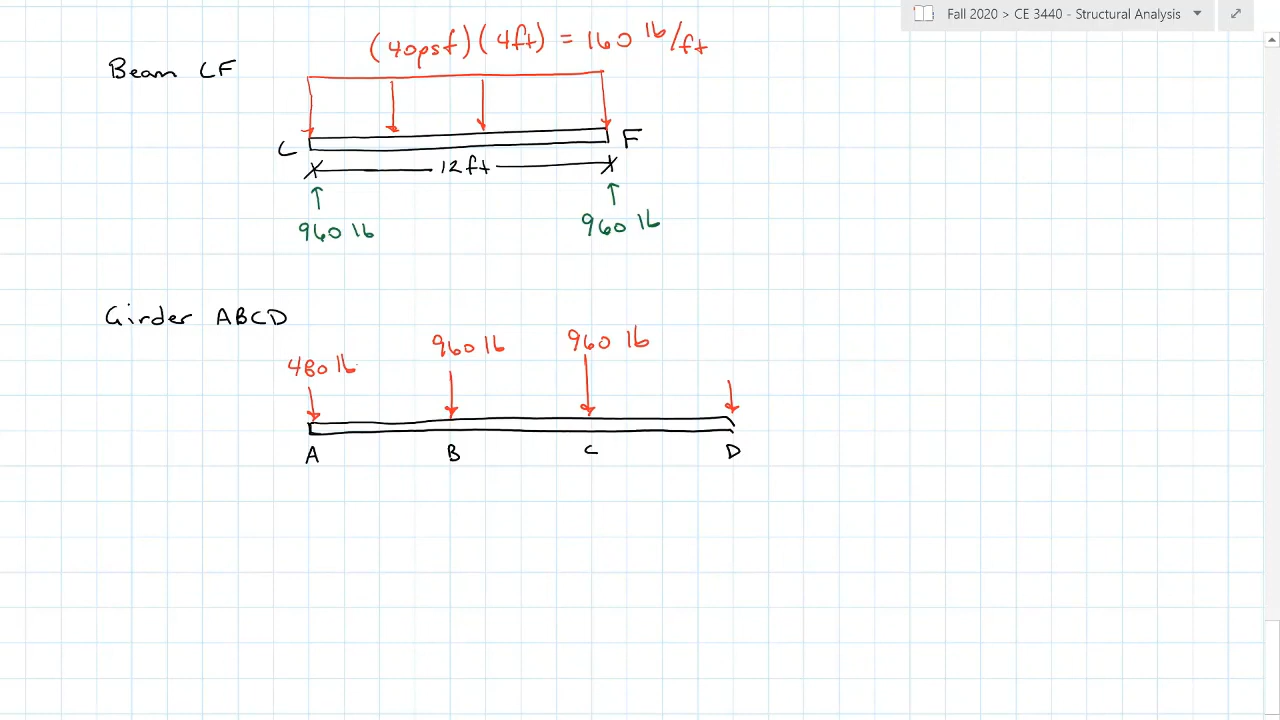 Fall 2020 > CE 3440 - Structural Analysis
(40psf)(4ft) = 160 lb/ft
Beam CF
C F
12ft
960 lb 960 lb
Girder ABCD
480 lb 960 lb 960 lb
A B C D